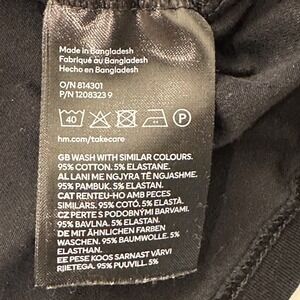 Made in Bangladesh
Fabriqué au Bangladesh
Hecho en Bangladesh
O/N 814301
P/N 1208323 9
40 P
hm.com/takecare
GB WASH WITH SIMILAR COLOURS.
95% COTTON. 5% ELASTANE.
AL LANI ME NGJYRA TË NGJASHME.
95% PAMBUK. 5% ELASTAN.
CAT RENTEU-HO AMB PECES
SIMILARS. 95% COTÓ. 5% ELASTÀ.
CZ PERTE S PODOBNÝMI BARVAMI.
95% BAVLNA. 5% ELASTAN.
DE MIT ÄHNLICHEN FARBEN
WASCHEN. 95% BAUMWOLLE. 5%
ELASTHAN.
EE PESE KOOS SARNAST VÄRVI
RIIETEGA. 95% PUUVILL. 5%